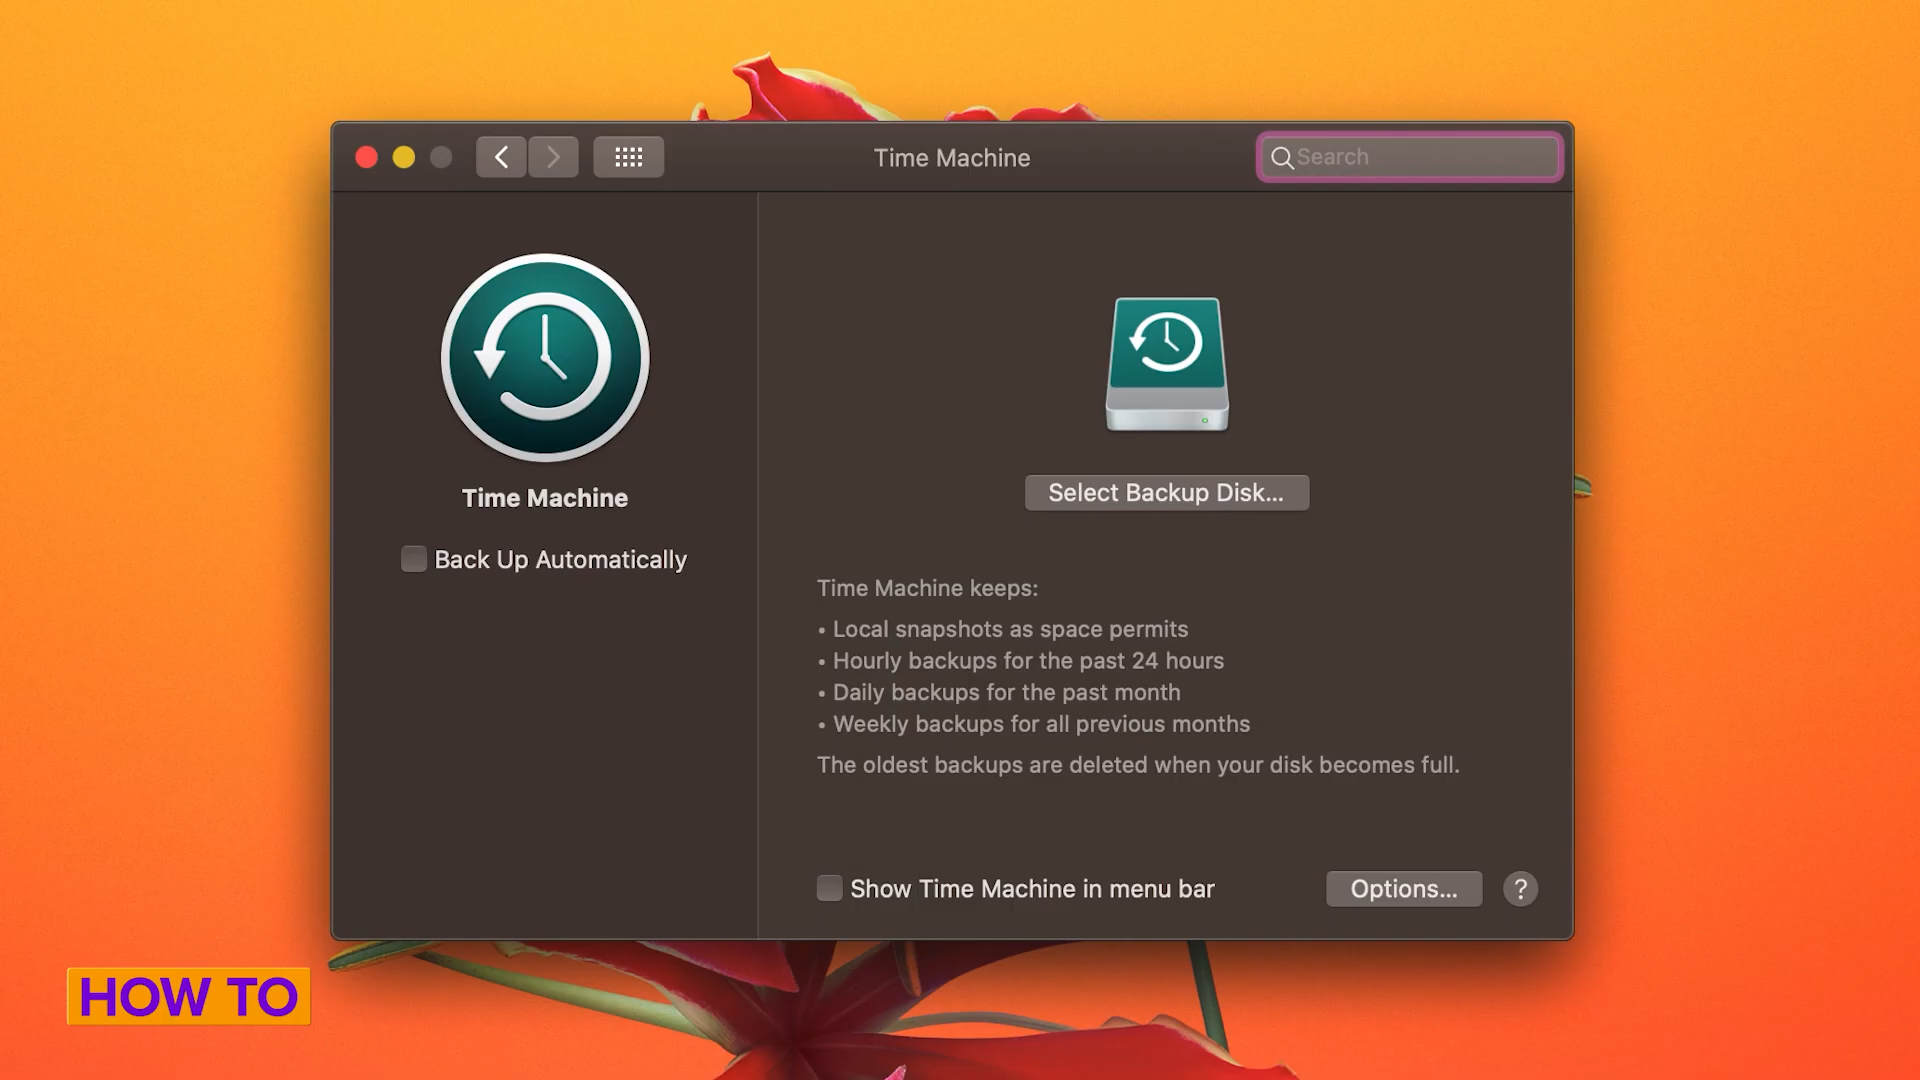 Time Machine
Search
Time Machine
Back Up Automatically
Select Backup Disk...
Time Machine keeps:
• Local snapshots as space permits
• Hourly backups for the past 24 hours
• Daily backups for the past month
• Weekly backups for all previous months
The oldest backups are deleted when your disk becomes full.
Show Time Machine in menu bar
Options...
?
HOW TO